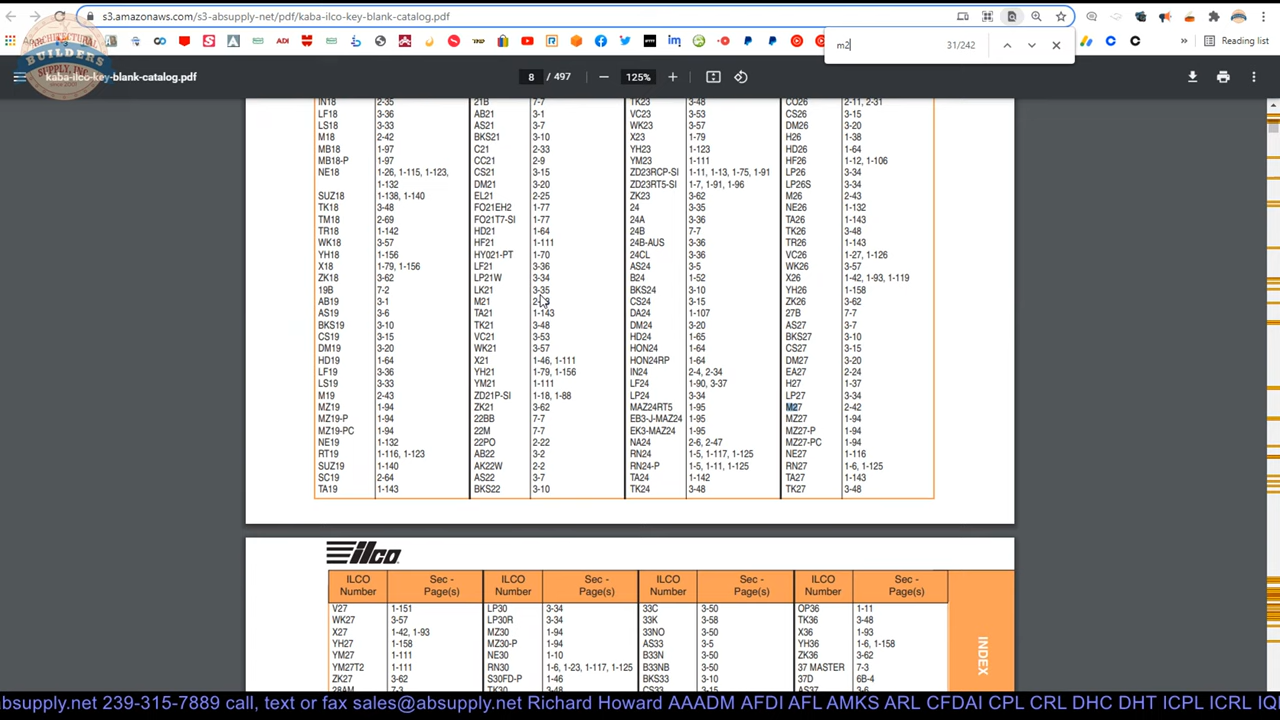 s3.amazonaws.com/s3-absupply-net/pdf/kaba-ilco-key-blank-catalog.pdf
m2
31/242
Reading list
ARCHITECTURAL
BUILDERS
SUPPLY, INC
kaba-ilco-key-blank-catalog.pdf
8 / 497
125%
IN18 2-35 21B 7-7 TK23 3-48 CO26 2-11, 2-31
LF18 3-36 AB21 3-1 VC23 3-53 CS26 3-15
LS18 3-33 AS21 3-7 WK23 3-57 DM26 3-20
M18 2-42 BKS21 3-10 X23 1-79 H26 1-38
MB18 1-97 C21 2-33 YH23 1-123 HD26 1-64
MB18-P 1-97 CC21 2-9 YM23 1-111 HF26 1-12, 1-106
NE18 1-26, 1-115, 1-123, CS21 3-15 ZD23RCP-SI 1-11, 1-13, 1-75, 1-91 LP26 3-34
1-132 DM21 3-20 ZD23RT5-SI 1-7, 1-91, 1-96 LP26S 3-34
SUZ18 1-138, 1-140 EL21 2-25 ZK23 3-62 M26 2-43
TK18 3-48 FO21EH2 1-77 24 3-35 NE26 1-132
TM18 2-69 FO21T7-SI 1-77 24A 3-36 TA26 1-143
TR18 1-142 HD21 1-64 24B 7-7 TK26 3-48
WK18 3-57 HF21 1-111 24B-AUS 3-36 TR26 1-143
YH18 1-156 HY021-PT 1-70 24CL 3-36 VC26 1-27, 1-126
X18 1-79, 1-156 LF21 3-36 AS24 3-5 WK26 3-57
ZK18 3-62 LP21W 3-34 B24 1-52 X26 1-42, 1-93, 1-119
19B 7-2 LK21 3-35 BKS24 3-10 YH26 1-158
AB19 3-1 M21 CS24 3-15 ZK26 3-62
AS19 3-6 TA21 1-143 DA24 1-107 27B 7-7
BKS19 3-10 TK21 3-48 DM24 3-20 AS27 3-7
CS19 3-15 VC21 3-53 HD24 1-65 BKS27 3-10
DM19 3-20 WK21 3-57 HON24 1-64 CS27 3-15
HD19 1-64 X21 1-46, 1-111 HON24RP 1-64 DM27 3-20
LF19 3-36 YH21 1-79, 1-156 IN24 2-4, 2-34 EA27 2-24
LS19 3-33 YM21 1-111 LF24 1-90, 3-37 H27 1-37
M19 2-43 ZD21P-SI 1-18, 1-88 LP24 3-34 LP27 3-34
MZ19 1-94 ZK21 3-62 MAZ24RT5 1-95 M27 2-42
MZ19-P 1-94 22BB 7-7 EB3-J-MAZ24 1-95 MZ27 1-94
MZ19-PC 1-94 22M 7-7 EK3-MAZ24 1-95 MZ27-P 1-94
NE19 1-132 22PO 2-22 NA24 2-6, 2-47 MZ27-PC 1-94
RT19 1-116, 1-123 AB22 3-2 RN24 1-5, 1-117, 1-125 NE27 1-116
SUZ19 1-140 AK22W 2-2 RN24-P 1-5, 1-11, 1-125 RN27 1-6, 1-125
SC19 2-64 AS22 3-7 TA24 1-142 TA27 1-143
TA19 1-143 BKS22 3-10 TK24 3-48 TK27 3-48
ilco
ILCO Number Sec - Page(s) ILCO Number Sec - Page(s) ILCO Number Sec - Page(s) ILCO Number Sec - Page(s)
V27 1-151 LP30 3-34 33C 3-50 OP36 1-11
WK27 3-57 LP30R 3-34 33K 3-58 TK36 3-48
X27 1-42, 1-93 MZ30 1-94 33NO 3-50 X36 1-93
YH27 1-158 MZ30-P 1-94 AS33 3-5 YH36 1-6, 1-158
YM27 1-111 NE30 1-10 B33N 3-50 ZK36 3-62
YM27T2 1-111 RN30 1-6, 1-23, 1-117, 1-125 B33NB 3-50 37 MASTER 7-3
ZK27 3-62 S30FD-P 1-46 BKS33 3-10 37D 6B-4
28AM 7-3 TK30 3-48 CS33 3-15 AS37 3-6
INDEX
absupply.net 239-315-7889 call, text or fax sales@absupply.net Richard Howard AAADM AFDI AFL AMKS ARL CFDAI CPL CRL DHC DHT ICPL ICRL IQ